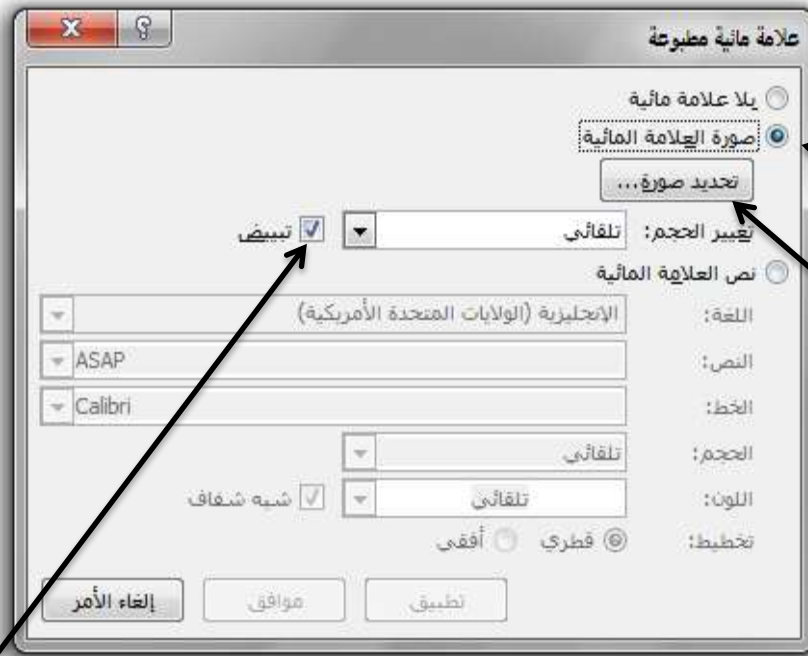 علامة مائية مطبوعة
بلا علامة مائية
صورة العلامة المائية
تحديد صورة...
تغيير الحجم: تلقائي تبييض
نص العلامة المائية
اللغة: الإنجليزية (الولايات المتحدة الأمريكية)
النص: ASAP
الخط: Calibri
الحجم: تلقائي
اللون: تلقائي شبه شفاف
تخطيط: قطري أفقي
تطبيق موافق إلغاء الأمر